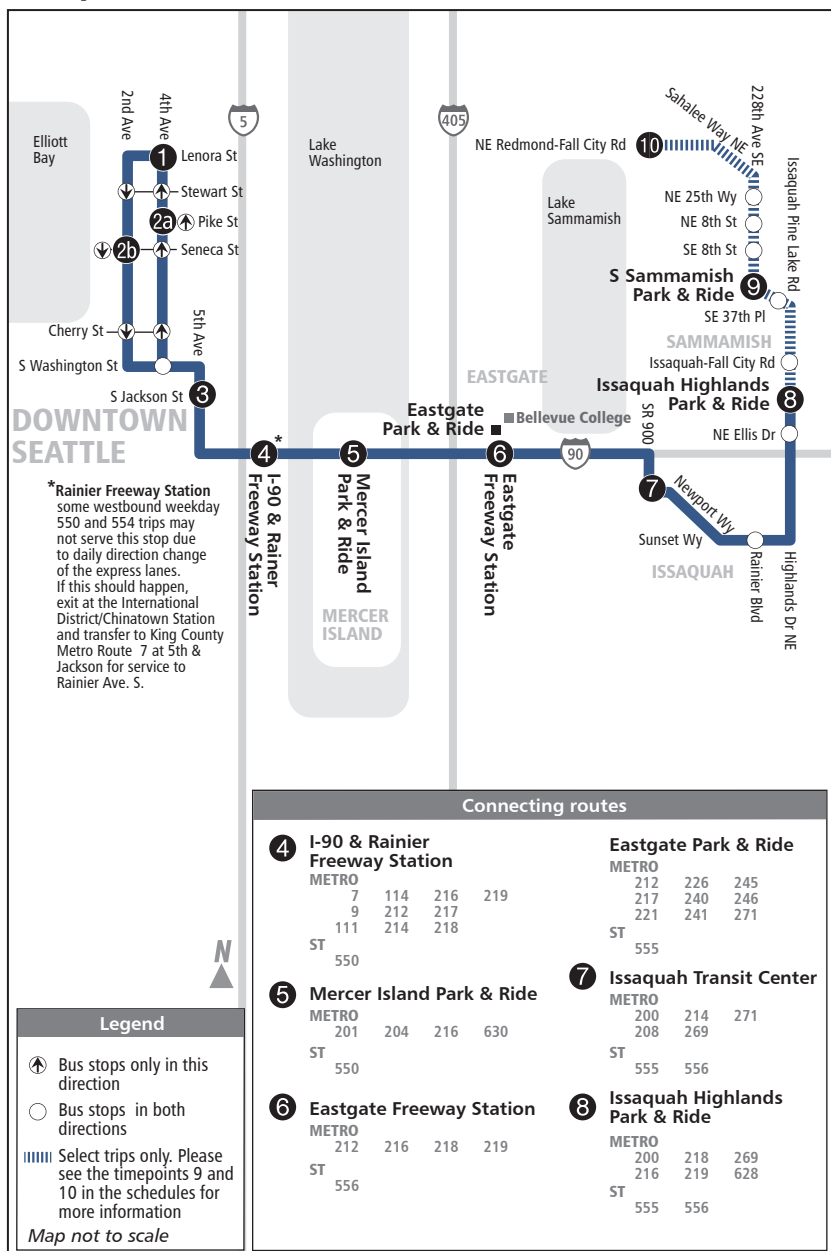 2nd Ave
4th Ave
5
405
Elliott
Bay
Lake
Washington
1
Lenora St
Stewart St
2a
Pike St
2b
Seneca St
Cherry St
5th Ave
S Washington St
S Jackson St
3
DOWNTOWN
SEATTLE
NE Redmond-Fall City Rd
10
Sahalee Way NE
228th Ave SE
Issaquah Pine Lake Rd
NE 25th Wy
NE 8th St
SE 8th St
Lake
Sammamish
S Sammamish
Park & Ride
9
SE 37th Pl
SAMMAMISH
Issaquah-Fall City Rd
EASTGATE
Issaquah Highlands
Park & Ride
8
Eastgate
Park & Ride
Bellevue College
SR 900
NE Ellis Dr
4
*
I-90 & Rainer
Freeway Station
5
Mercer Island
Park & Ride
6
Eastgate
Freeway Station
90
7
Newport Wy
Sunset Wy
ISSAQUAH
Rainier Blvd
Highlands Dr NE
MERCER
ISLAND
*Rainier Freeway Station
some westbound weekday
550 and 554 trips may
not serve this stop due
to daily direction change
of the express lanes.
If this should happen,
exit at the International
District/Chinatown Station
and transfer to King County
Metro Route 7 at 5th &
Jackson for service to
Rainier Ave. S.
N
Legend
Bus stops only in this
direction
Bus stops in both
directions
Select trips only. Please
see the timepoints 9 and
10 in the schedules for
more information
Map not to scale
Connecting routes
4 I-90 & Rainier
Freeway Station
METRO
7 114 216 219
9 212 217
111 214 218
ST
550
5 Mercer Island Park & Ride
METRO
201 204 216 630
ST
550
6 Eastgate Freeway Station
METRO
212 216 218 219
ST
556
Eastgate Park & Ride
METRO
212 226 245
217 240 246
221 241 271
ST
555
7 Issaquah Transit Center
METRO
200 214 271
208 269
ST
555 556
8 Issaquah Highlands
Park & Ride
METRO
200 218 269
216 219 628
ST
555 556